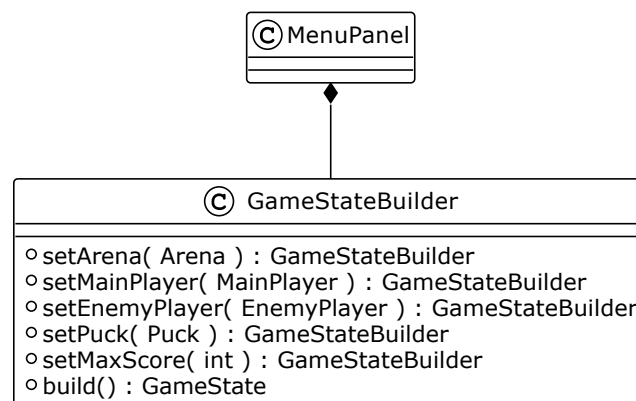 C MenuPanel
C GameStateBuilder
setArena( Arena ) : GameStateBuilder
setMainPlayer( MainPlayer ) : GameStateBuilder
setEnemyPlayer( EnemyPlayer ) : GameStateBuilder
setPuck( Puck ) : GameStateBuilder
setMaxScore( int ) : GameStateBuilder
build() : GameState